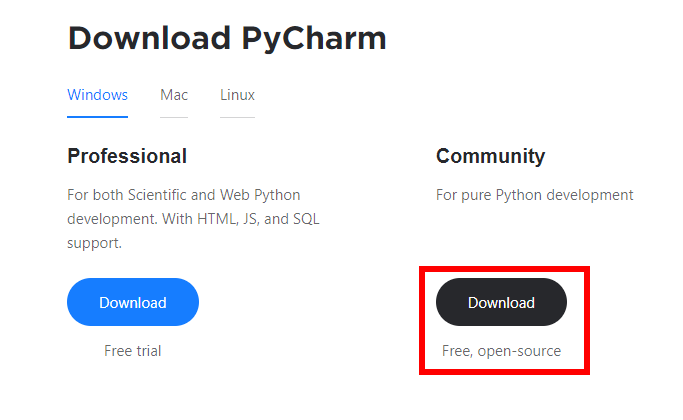 Download PyCharm
Windows Mac Linux
Professional
For both Scientific and Web Python
development. With HTML, JS, and SQL
support.
Download
Free trial
Community
For pure Python development
Download
Free, open-source